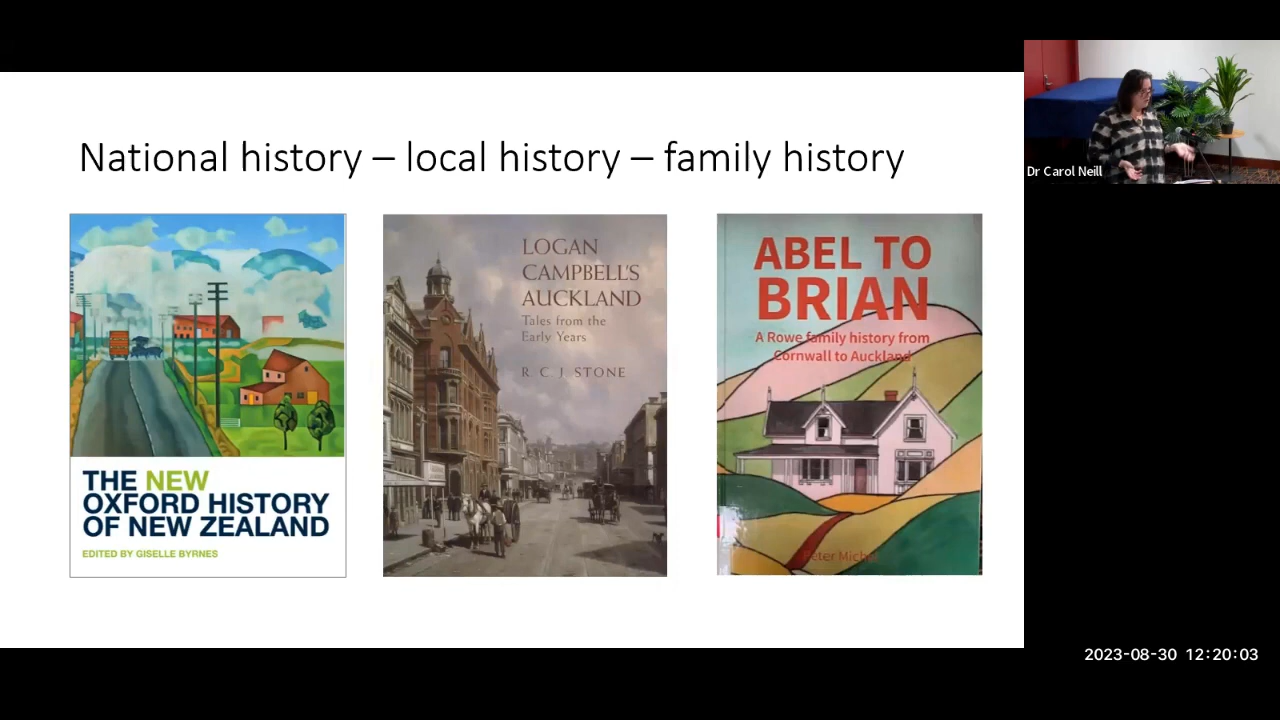 National history – local history – family history
THE NEW
OXFORD HISTORY
OF NEW ZEALAND
EDITED BY GISELLE BYRNES
LOGAN
CAMPBELL'S
AUCKLAND
Tales from the
Early Years
R C J STONE
ABEL TO
BRIAN
A Rowe family history from
Cornwall to Auckland
Peter
Dr Carol Neill
2023-08-30 12:20:03